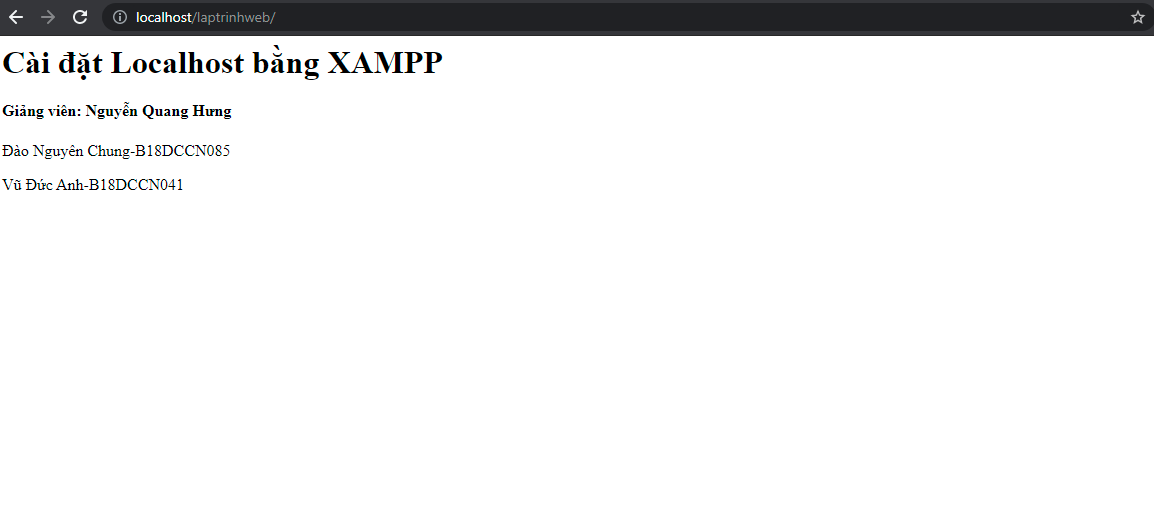 localhost/laptrinhweb/
Cài đặt Localhost bằng XAMPP
Giảng viên: Nguyễn Quang Hưng
Đào Nguyên Chung-B18DCCN085
Vũ Đức Anh-B18DCCN041